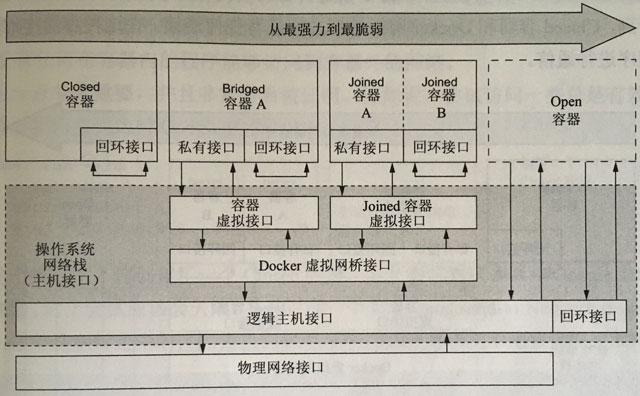 从最强力到最脆弱
Closed
容器
回环接口
Bridged
容器 A
私有接口
回环接口
Joined
容器
A
Joined
容器
B
私有接口
回环接口
Open
容器
操作系统
网络栈
（主机接口）
容器
虚拟接口
Joined 容器
虚拟接口
Docker 虚拟网桥接口
逻辑主机接口
回环接口
物理网络接口